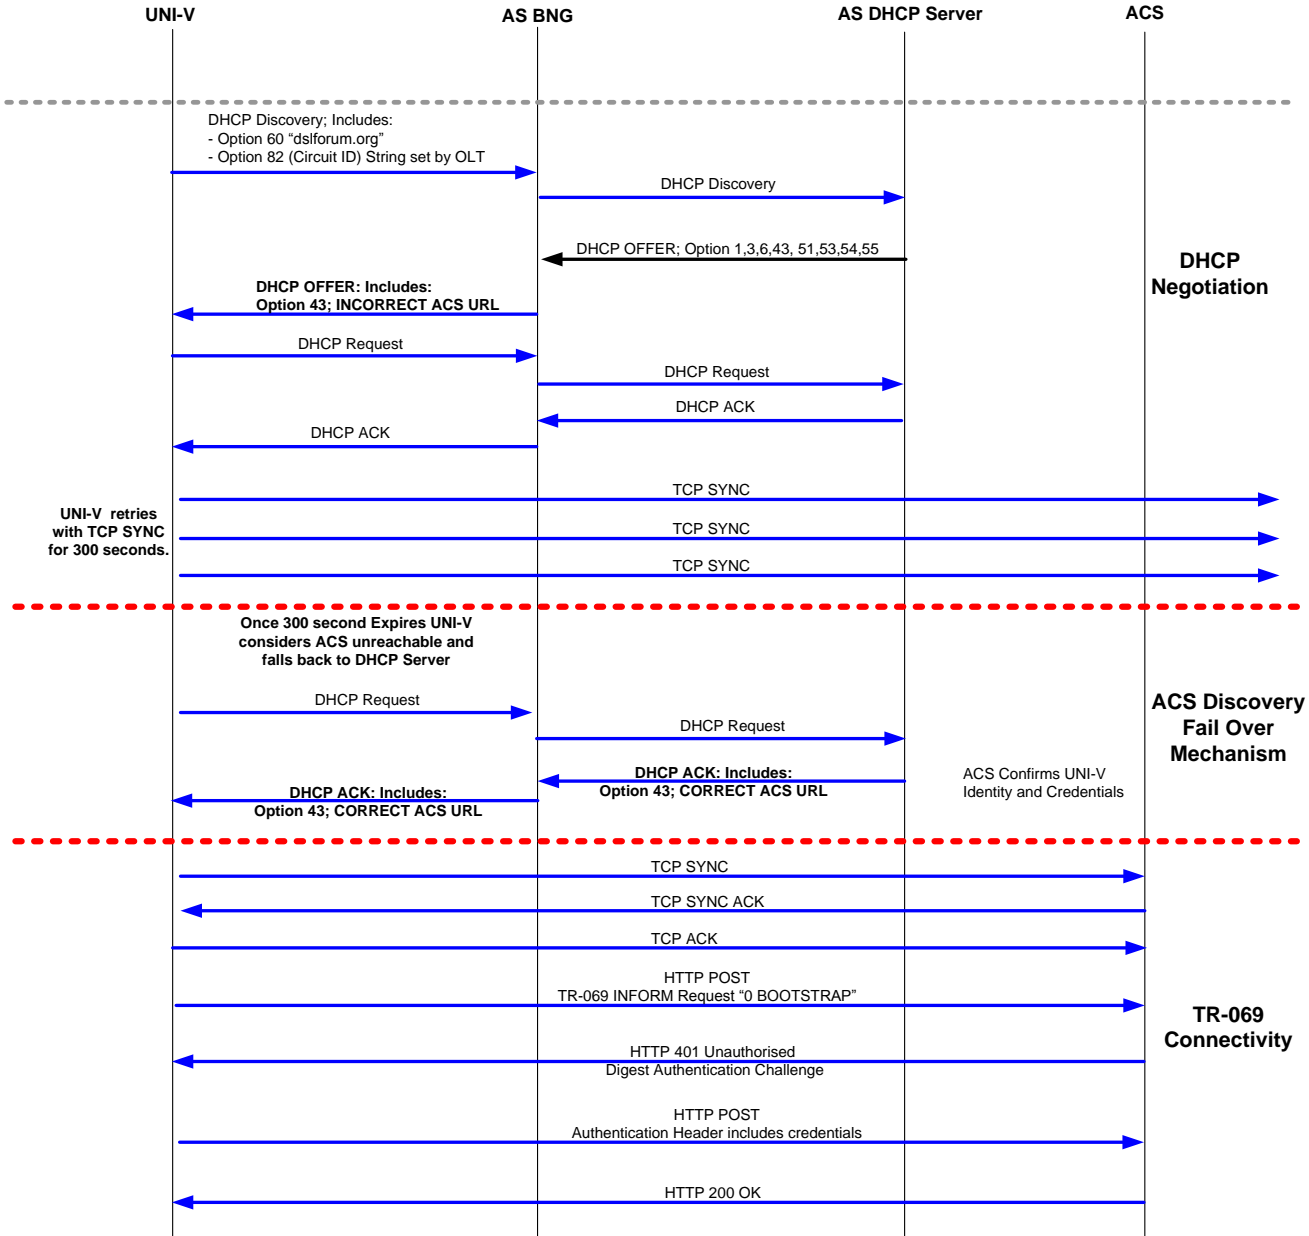 UNI-V
AS BNG
AS DHCP Server
ACS
DHCP Discovery; Includes:
- Option 60 “dslforum.org”
- Option 82 (Circuit ID) String set by OLT
DHCP Discovery
DHCP OFFER; Option 1,3,6,43, 51,53,54,55
DHCP
Negotiation
DHCP OFFER: Includes:
Option 43; INCORRECT ACS URL
DHCP Request
DHCP Request
DHCP ACK
DHCP ACK
TCP SYNC
UNI-V retries
with TCP SYNC
for 300 seconds.
TCP SYNC
TCP SYNC
Once 300 second Expires UNI-V
considers ACS unreachable and
falls back to DHCP Server
DHCP Request
DHCP Request
ACS Discovery
Fail Over
Mechanism
DHCP ACK: Includes:
Option 43; CORRECT ACS URL
ACS Confirms UNI-V
Identity and Credentials
DHCP ACK: Includes:
Option 43; CORRECT ACS URL
TCP SYNC
TCP SYNC ACK
TCP ACK
HTTP POST
TR-069 INFORM Request “0 BOOTSTRAP”
TR-069
Connectivity
HTTP 401 Unauthorised
Digest Authentication Challenge
HTTP POST
Authentication Header includes credentials
HTTP 200 OK